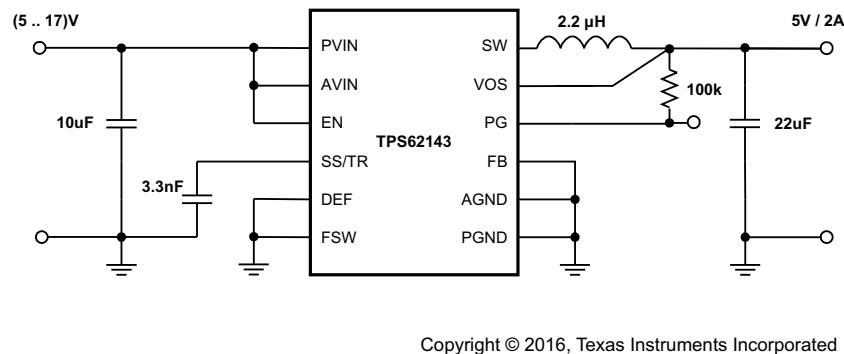 (5 .. 17)V
2.2 µH
5V / 2A
PVIN
SW
AVIN
VOS
100k
10uF
EN
PG
22uF
TPS62143
3.3nF
SS/TR
FB
DEF
AGND
FSW
PGND
Copyright © 2016, Texas Instruments Incorporated